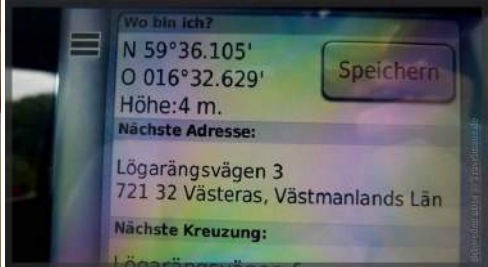 Wo bin ich?
N 59°36.105'
O 016°32.629'
Höhe:4 m.
Speichern
Nächste Adresse:
Lögarängsvägen 3
721 32 Västeras, Västmanlands Län
Nächste Kreuzung: